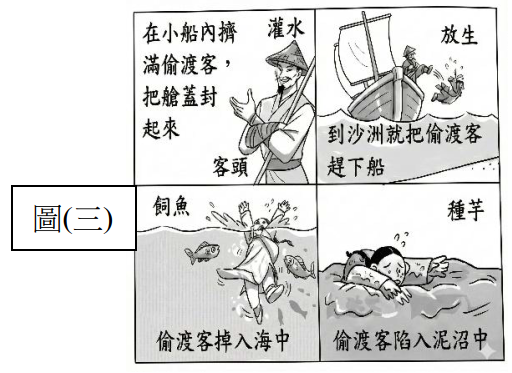 在小船內擠
滿偷渡客，
把艙蓋封
起來
灌水
客頭
放生
到沙洲就把偷渡客
趕下船
圖(三)
飼魚
偷渡客掉入海中
種芋
偷渡客陷入泥沼中